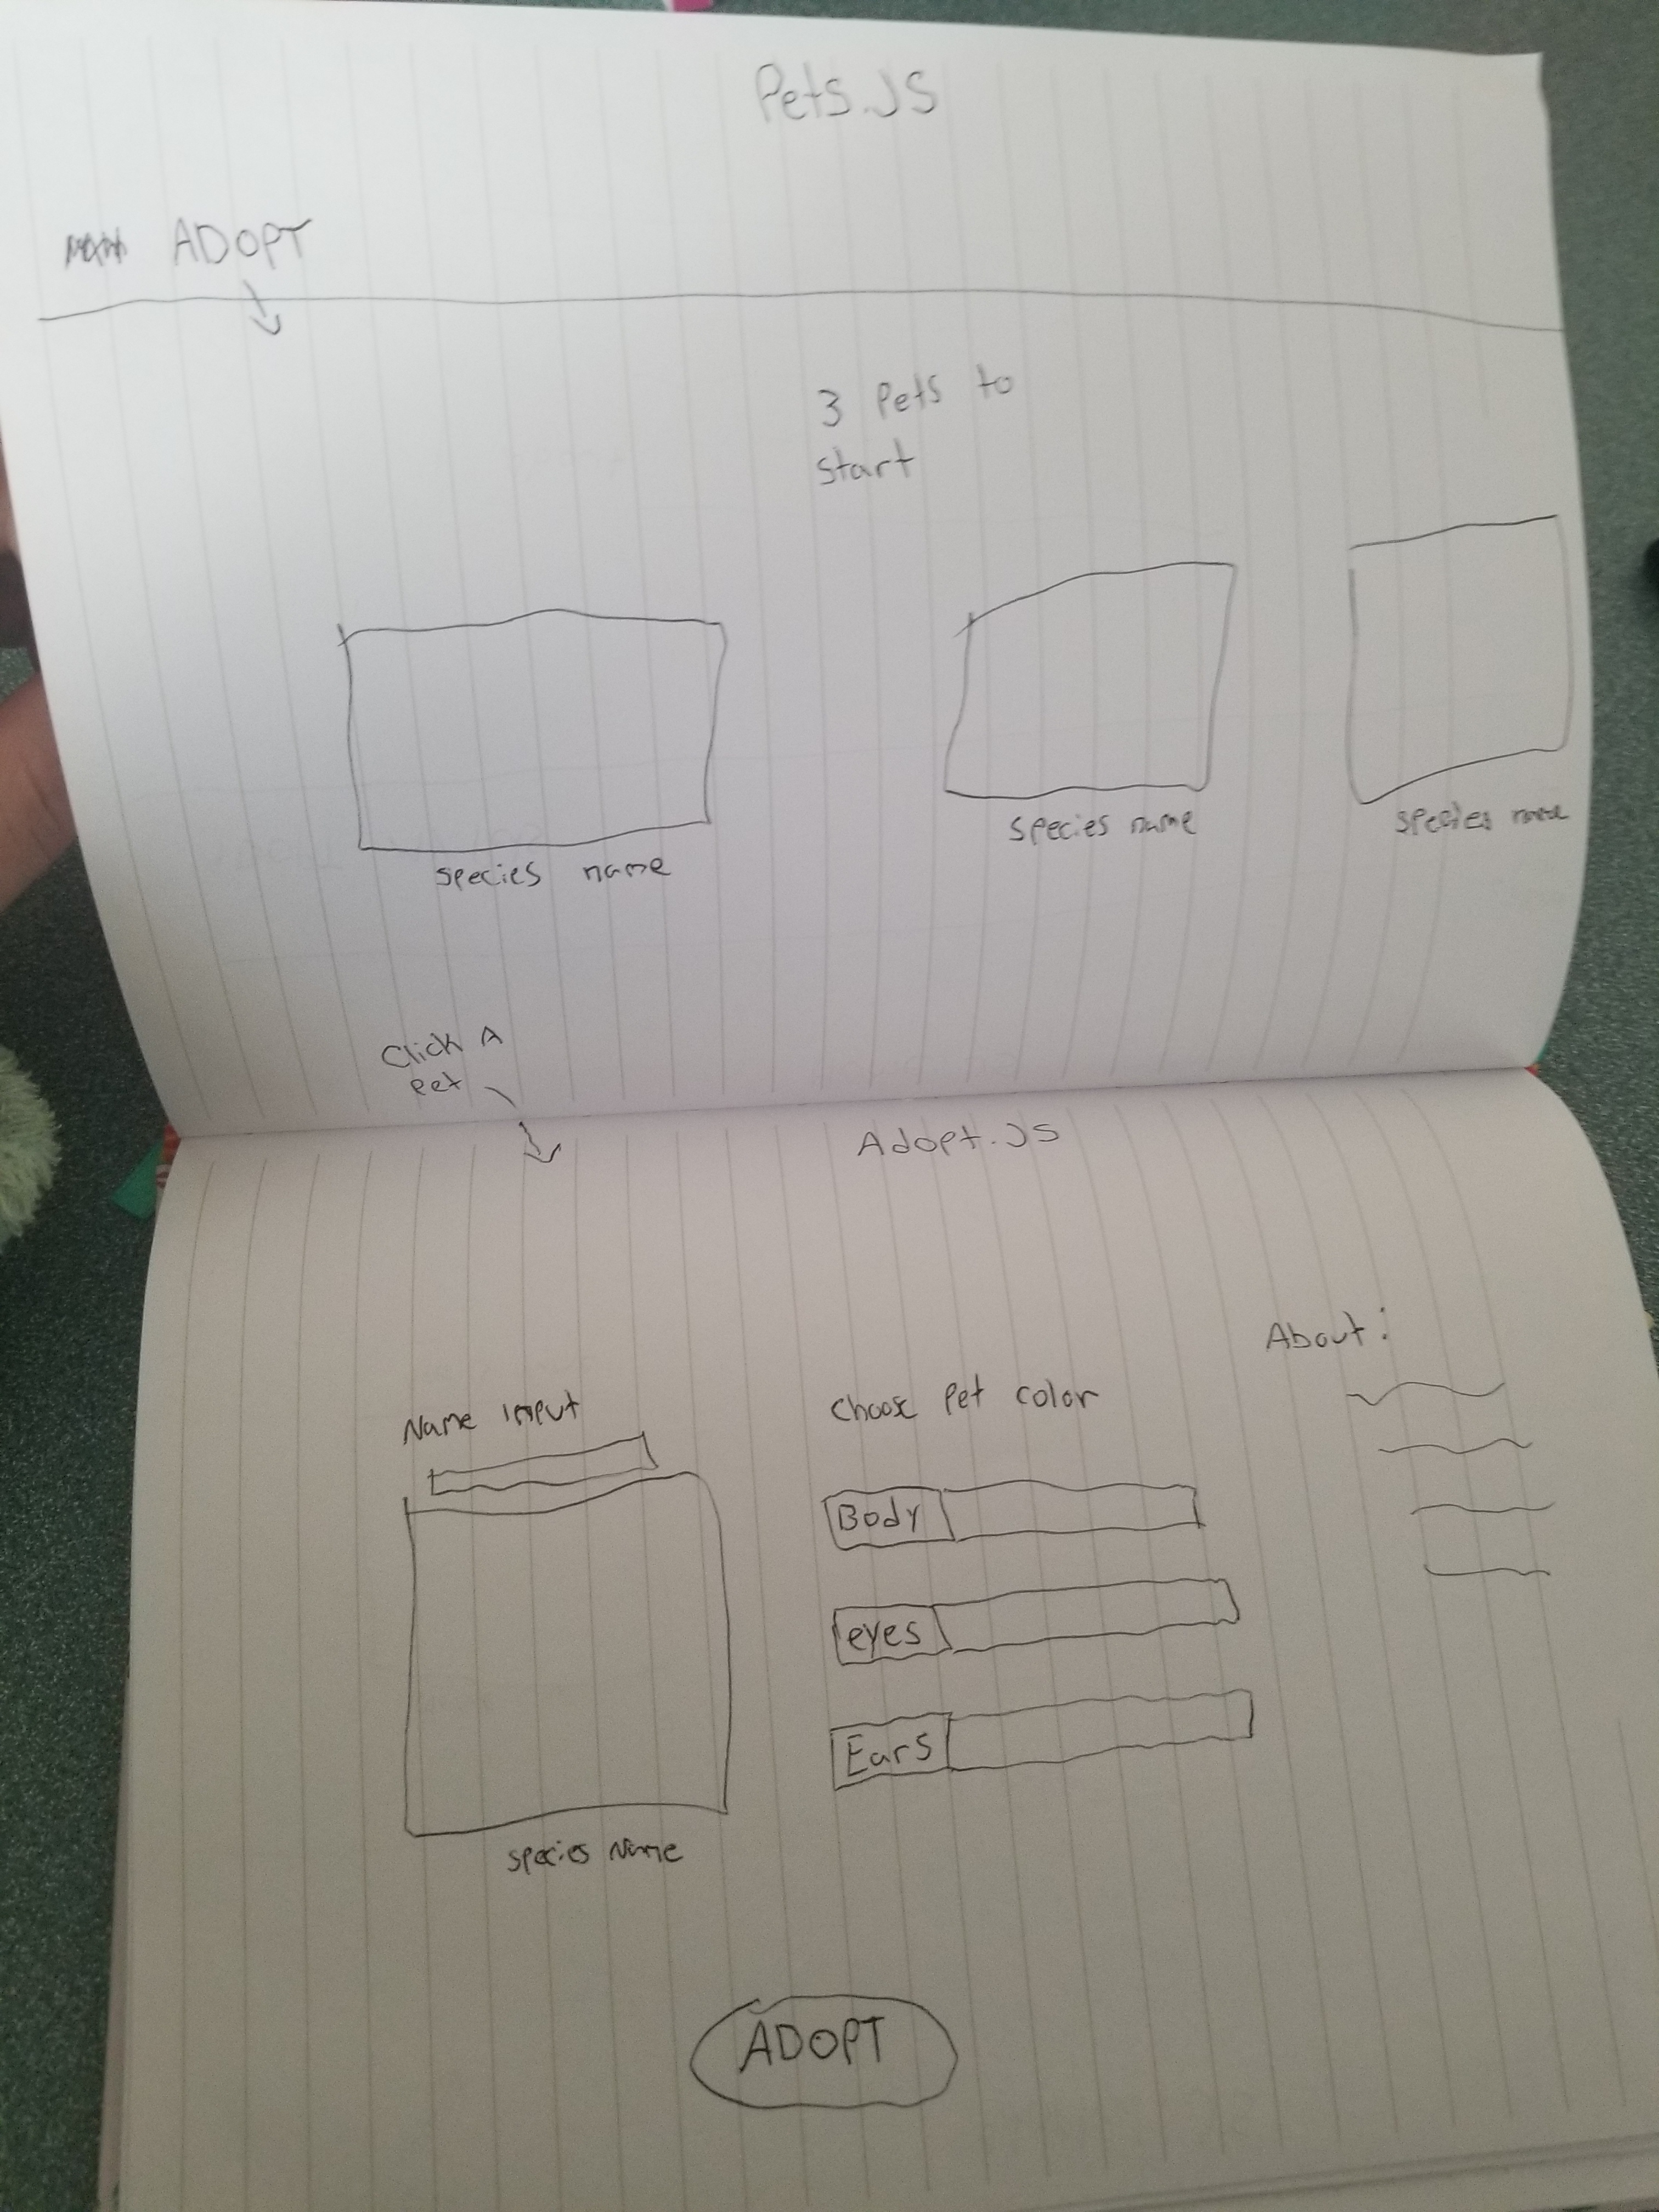 Pets.JS
ADOPT
3 Pets to
start
species name
species name
species name
Click A
Pet
Adopt.JS
About:
Name input
Choose Pet color
Body
eyes
Ears
species Name
ADOPT